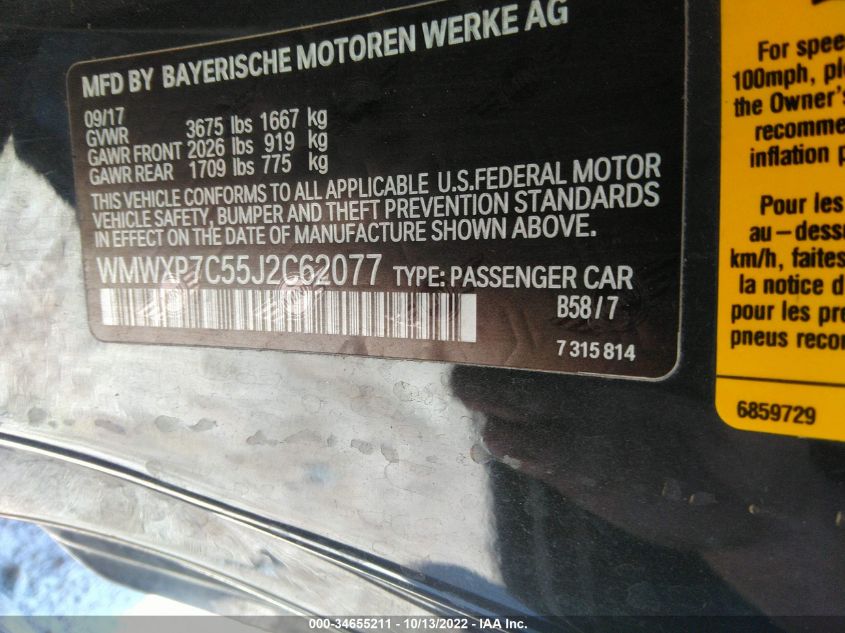 MFD BY BAYERISCHE MOTOREN WERKE AG
09/17
GVWR 3675 lbs 1667 kg
GAWR FRONT 2026 lbs 919 kg
GAWR REAR 1709 lbs 775 kg
THIS VEHICLE CONFORMS TO ALL APPLICABLE U.S.FEDERAL MOTOR
VEHICLE SAFETY, BUMPER AND THEFT PREVENTION STANDARDS
IN EFFECT ON THE DATE OF MANUFACTURE SHOWN ABOVE.
WMWXP7C55J2C62077 TYPE: PASSENGER CAR
B58/7
7 315 814
For spee
100mph, pl
the Owner's
recomme
inflation p
Pour les
au-dessu
km/h, faites
la notice d
pour les pre
pneus recon
6859729
000-34655211 - 10/13/2022 - IAA Inc.